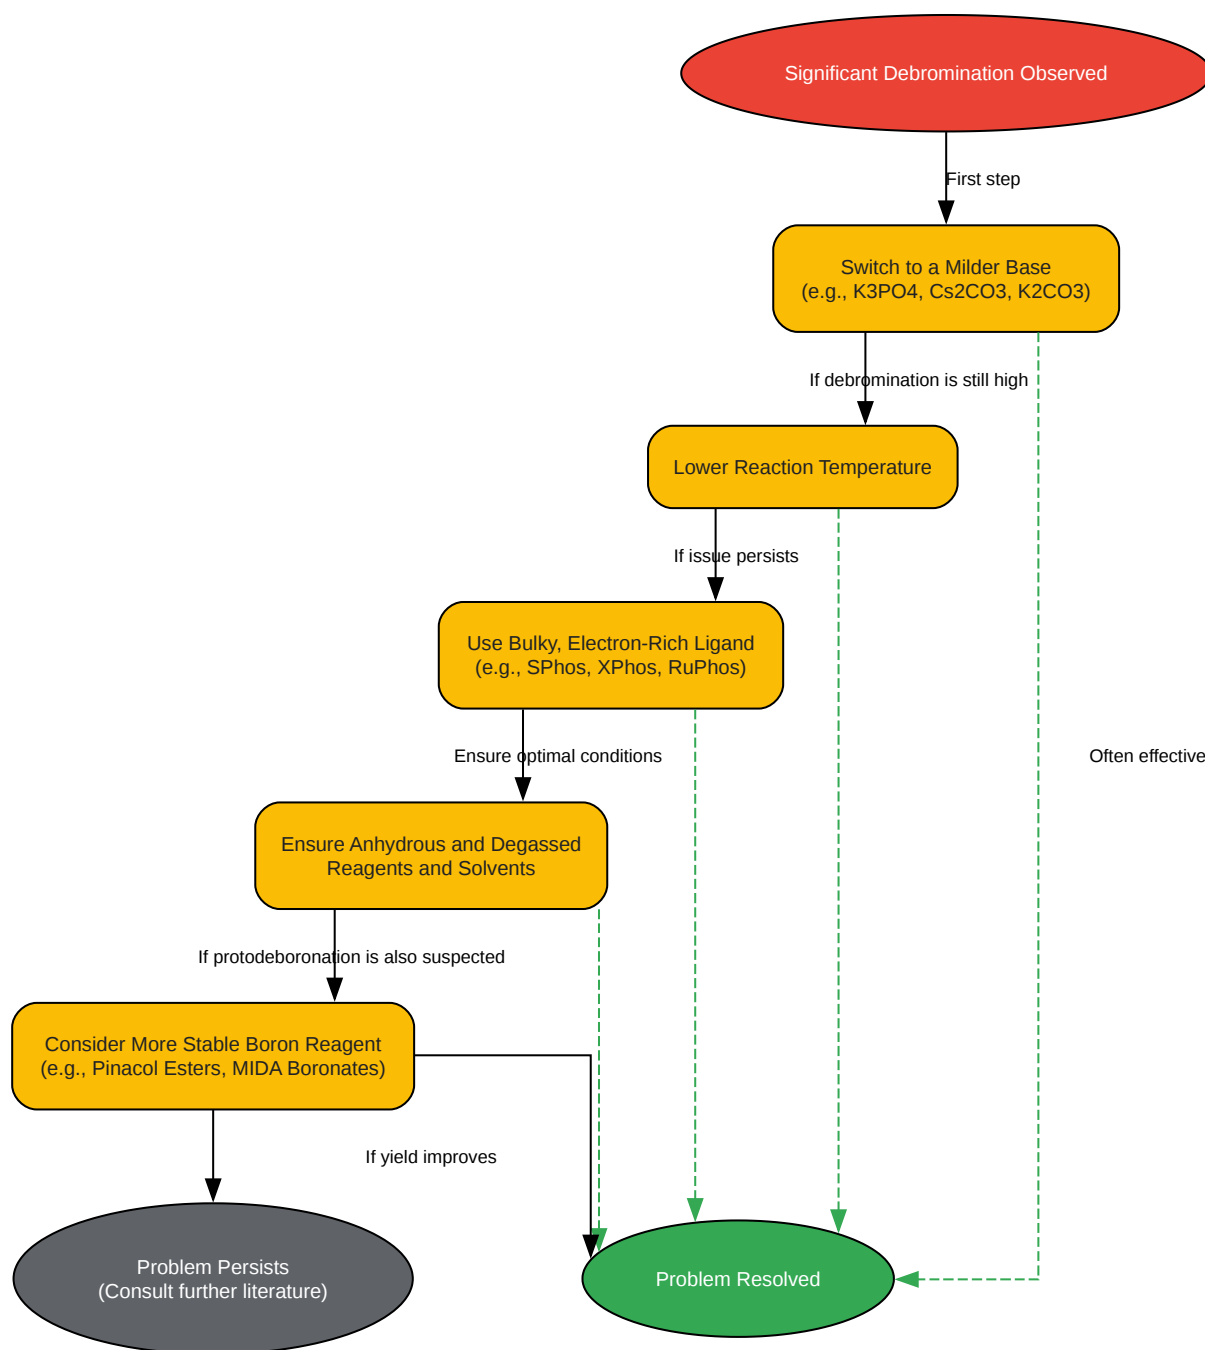 Significant Debromination Observed
First step
Switch to a Milder Base
(e.g., K3PO4, Cs2CO3, K2CO3)
If debromination is still high
Lower Reaction Temperature
If issue persists
Use Bulky, Electron-Rich Ligand
(e.g., SPhos, XPhos, RuPhos)
Ensure optimal conditions
Often effective
Ensure Anhydrous and Degassed
Reagents and Solvents
If protodeboronation is also suspected
Consider More Stable Boron Reagent
(e.g., Pinacol Esters, MIDA Boronates)
If yield improves
Problem Persists
(Consult further literature)
Problem Resolved